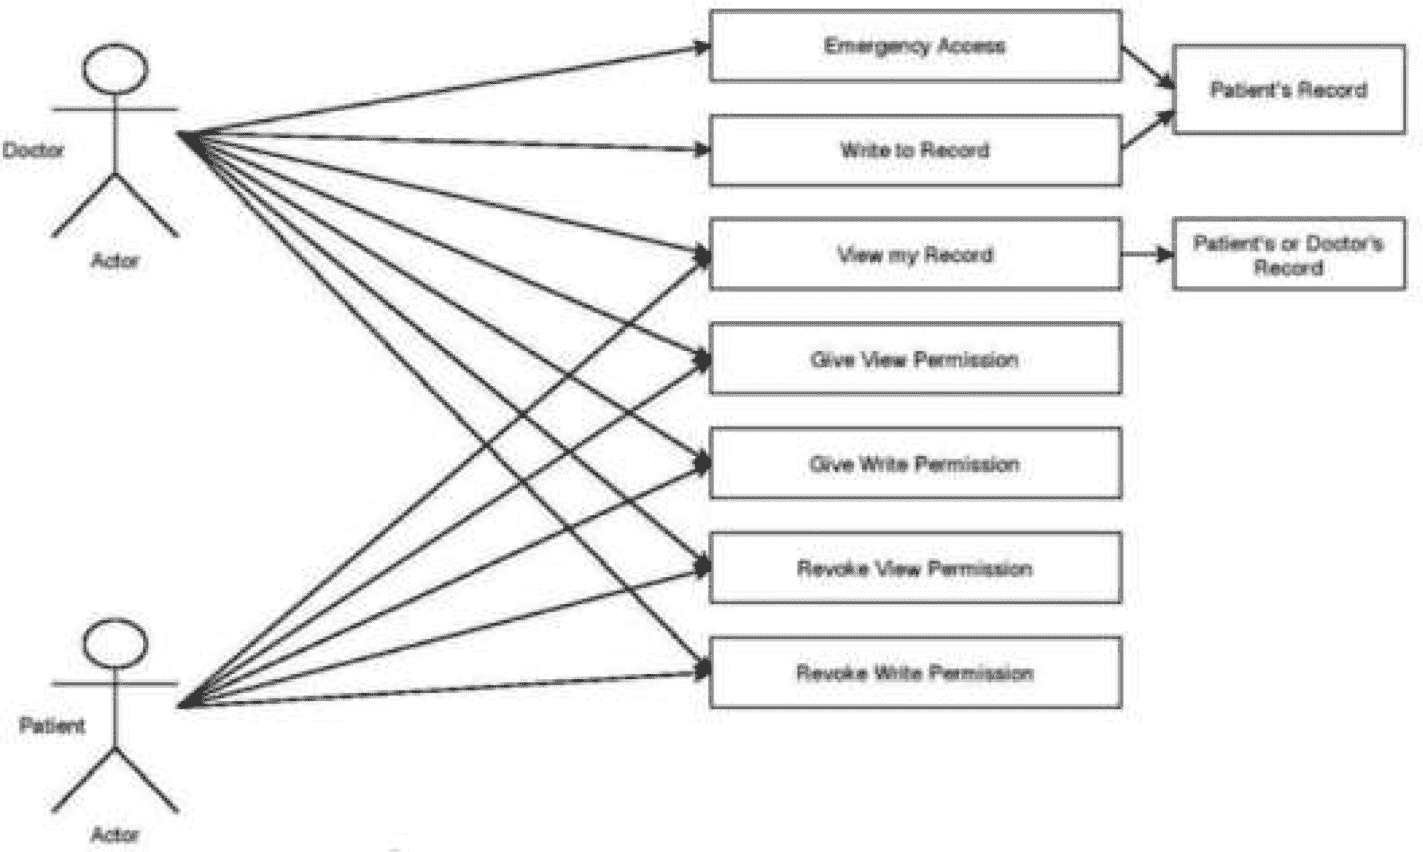 Emergency Access
Patient's Record
Doctor
Write to Record
Actor
View my Record
Patient's or Doctor's
Record
Give View Permission
Give Write Permission
Revoke View Permission
Revoke Write Permission
Patient
Actor